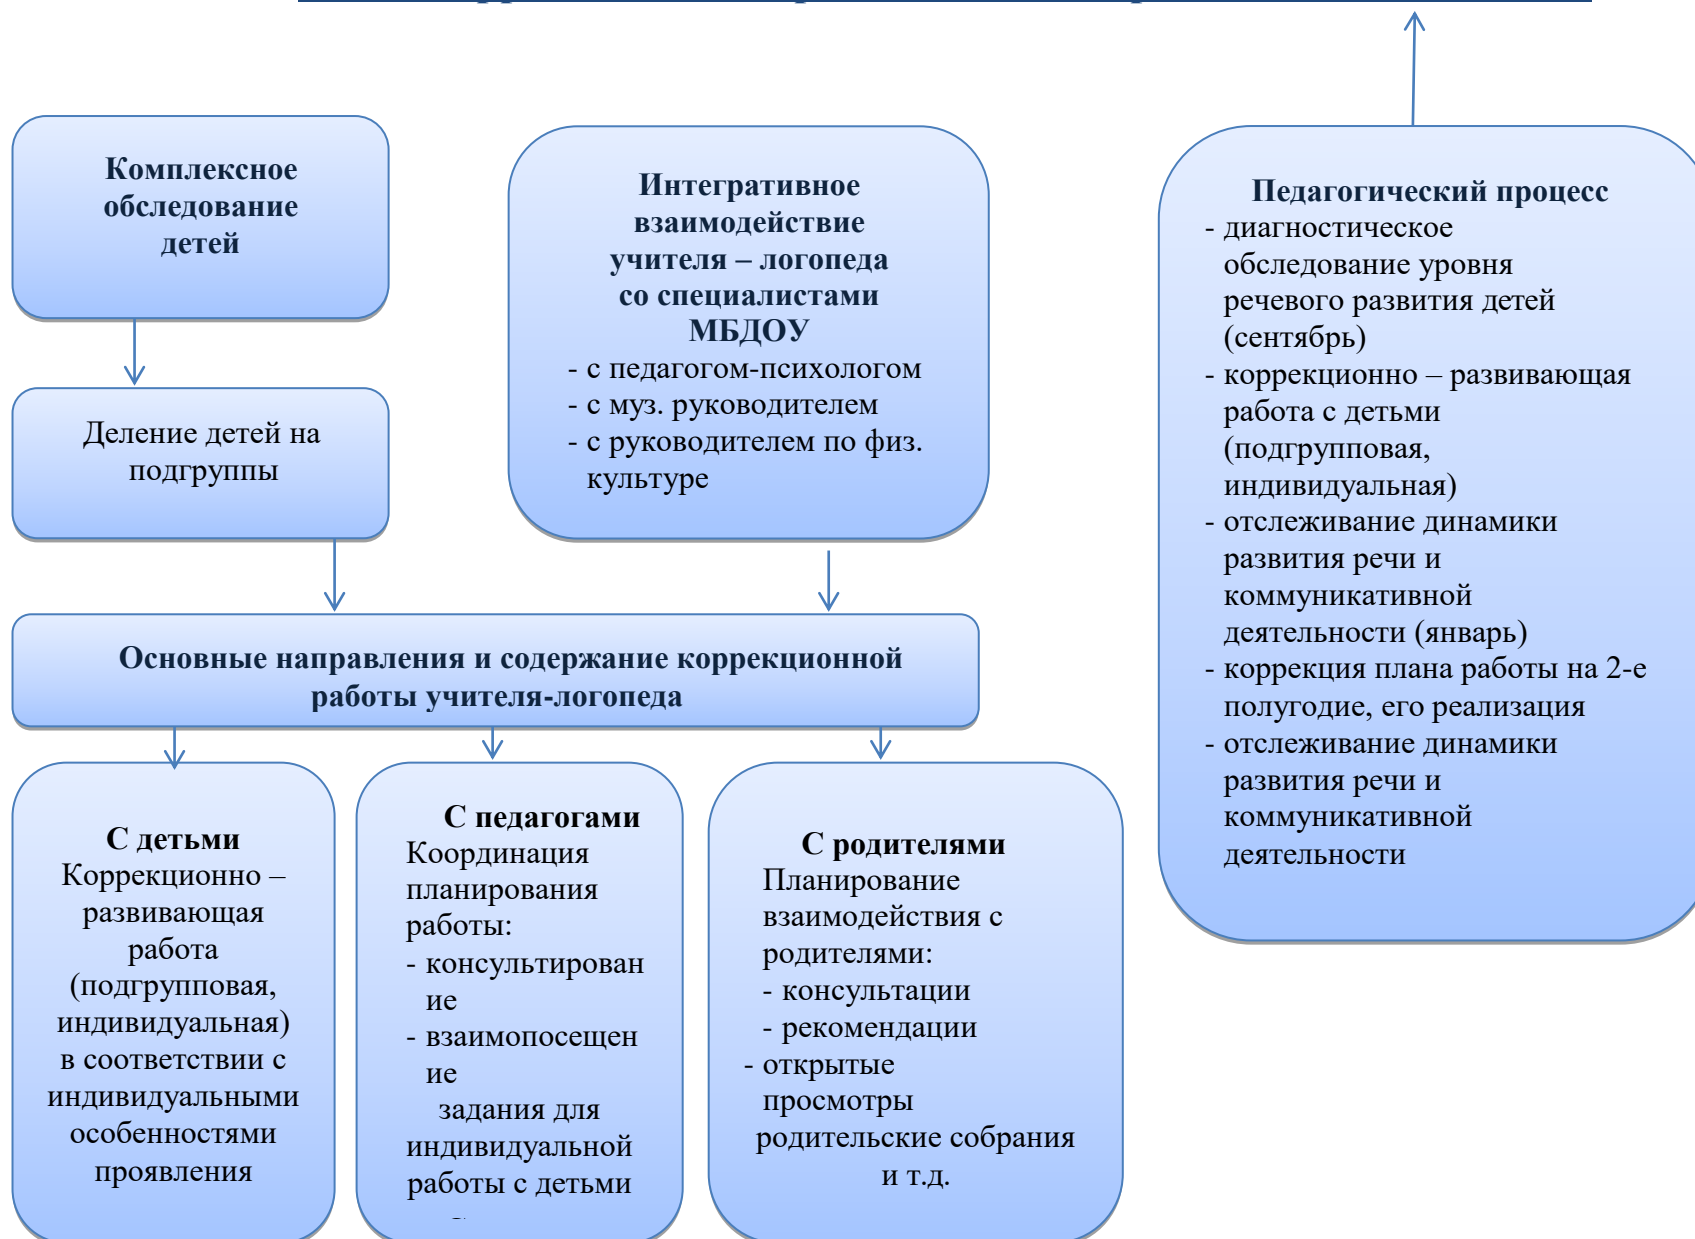 Комплексное
обследование
детей
Деление детей на
подгруппы
Интегративное
взаимодействие
учителя – логопеда
со специалистами
МБДОУ
- с педагогом-психологом
- с муз. руководителем
- с руководителем по физ.
культуре
Основные направления и содержание коррекционной
работы учителя-логопеда
С детьми
Коррекционно –
развивающая
работа
(подгрупповая,
индивидуальная)
в соответствии с
индивидуальными
особенностями
проявления
С педагогами
Координация
планирования
работы:
- консультирован
ие
- взаимопосещен
ие
задания для
индивидуальной
работы с детьми
С родителями
Планирование
взаимодействия с
родителями:
- консультации
- рекомендации
- открытые
просмотры
родительские собрания
и т.д.
Педагогический процесс
- диагностическое
обследование уровня
речевого развития детей
(сентябрь)
- коррекционно – развивающая
работа с детьми
(подгрупповая,
индивидуальная)
- отслеживание динамики
развития речи и
коммуникативной
деятельности (январь)
- коррекция плана работы на 2-е
полугодие, его реализация
- отслеживание динамики
развития речи и
коммуникативной
деятельности